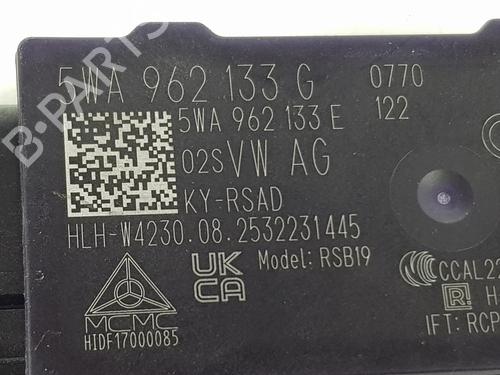 B-PARTS
5WA 962 133 G 0770
5WA 962 133 E 122
02S VW AG
KY-RSAD
HLH-W4230.08.2532231445
UK CA Model: RSB19
CCAL22
R! H
MCMC IFT: RCP
HIDF17000085